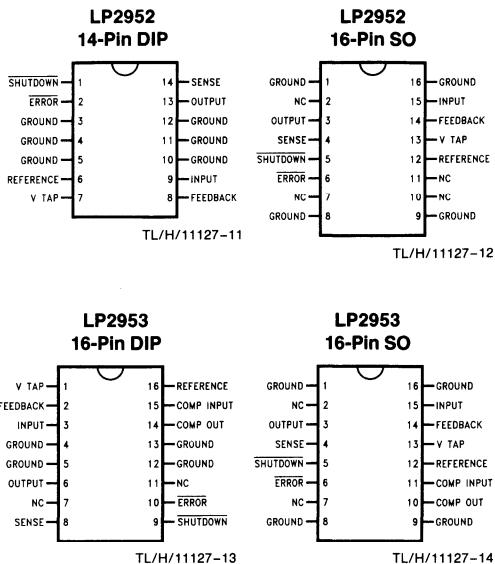 LP2952
14-Pin DIP
SHUTDOWN 1 14 SENSE
ERROR 2 13 OUTPUT
GROUND 3 12 GROUND
GROUND 4 11 GROUND
GROUND 5 10 GROUND
REFERENCE 6 9 INPUT
V TAP 7 8 FEEDBACK
TL/H/11127-11
LP2952
16-Pin SO
GROUND 1 16 GROUND
NC 2 15 INPUT
OUTPUT 3 14 FEEDBACK
SENSE 4 13 V TAP
SHUTDOWN 5 12 REFERENCE
ERROR 6 11 NC
NC 7 10 NC
GROUND 8 9 GROUND
TL/H/11127-12
LP2953
16-Pin DIP
V TAP 1 16 REFERENCE
FEEDBACK 2 15 COMP INPUT
INPUT 3 14 COMP OUT
GROUND 4 13 GROUND
GROUND 5 12 GROUND
OUTPUT 6 11 NC
NC 7 10 ERROR
SENSE 8 9 SHUTDOWN
TL/H/11127-13
LP2953
16-Pin SO
GROUND 1 16 GROUND
NC 2 15 INPUT
OUTPUT 3 14 FEEDBACK
SENSE 4 13 V TAP
SHUTDOWN 5 12 REFERENCE
ERROR 6 11 COMP INPUT
NC 7 10 COMP OUT
GROUND 8 9 GROUND
TL/H/11127-14